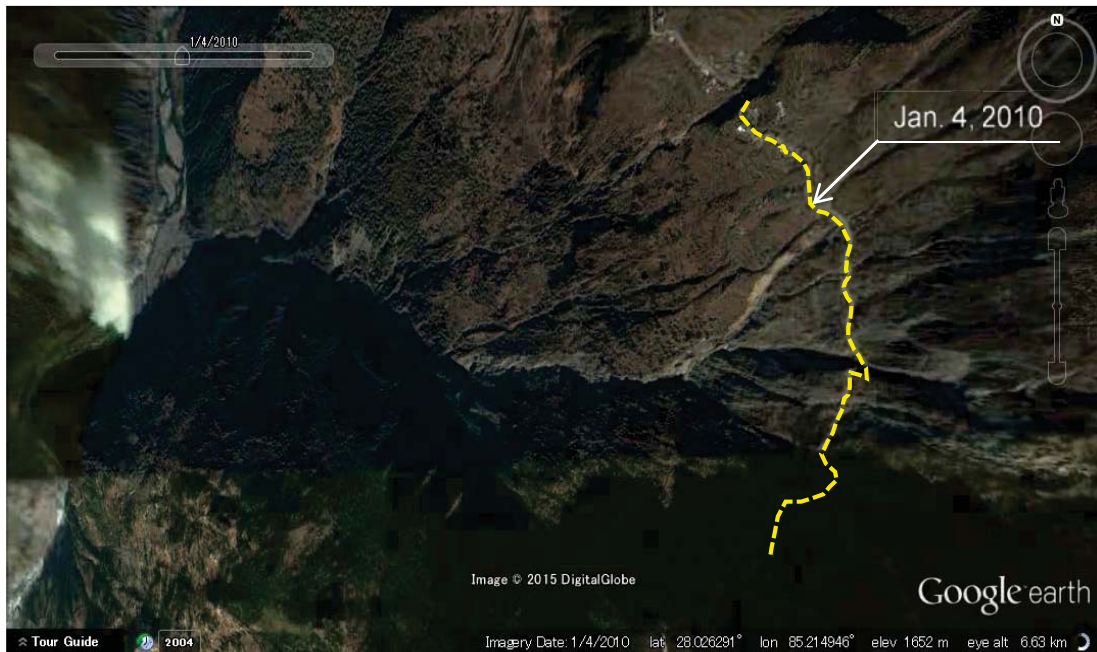 1/4/2010
N
Jan. 4, 2010
Image © 2015 DigitalGlobe
Google earth
Tour Guide
2004
Imagery Date: 1/4/2010 lat 28.026291° lon 85.214946° elev 1652 m eye alt 6.63 km